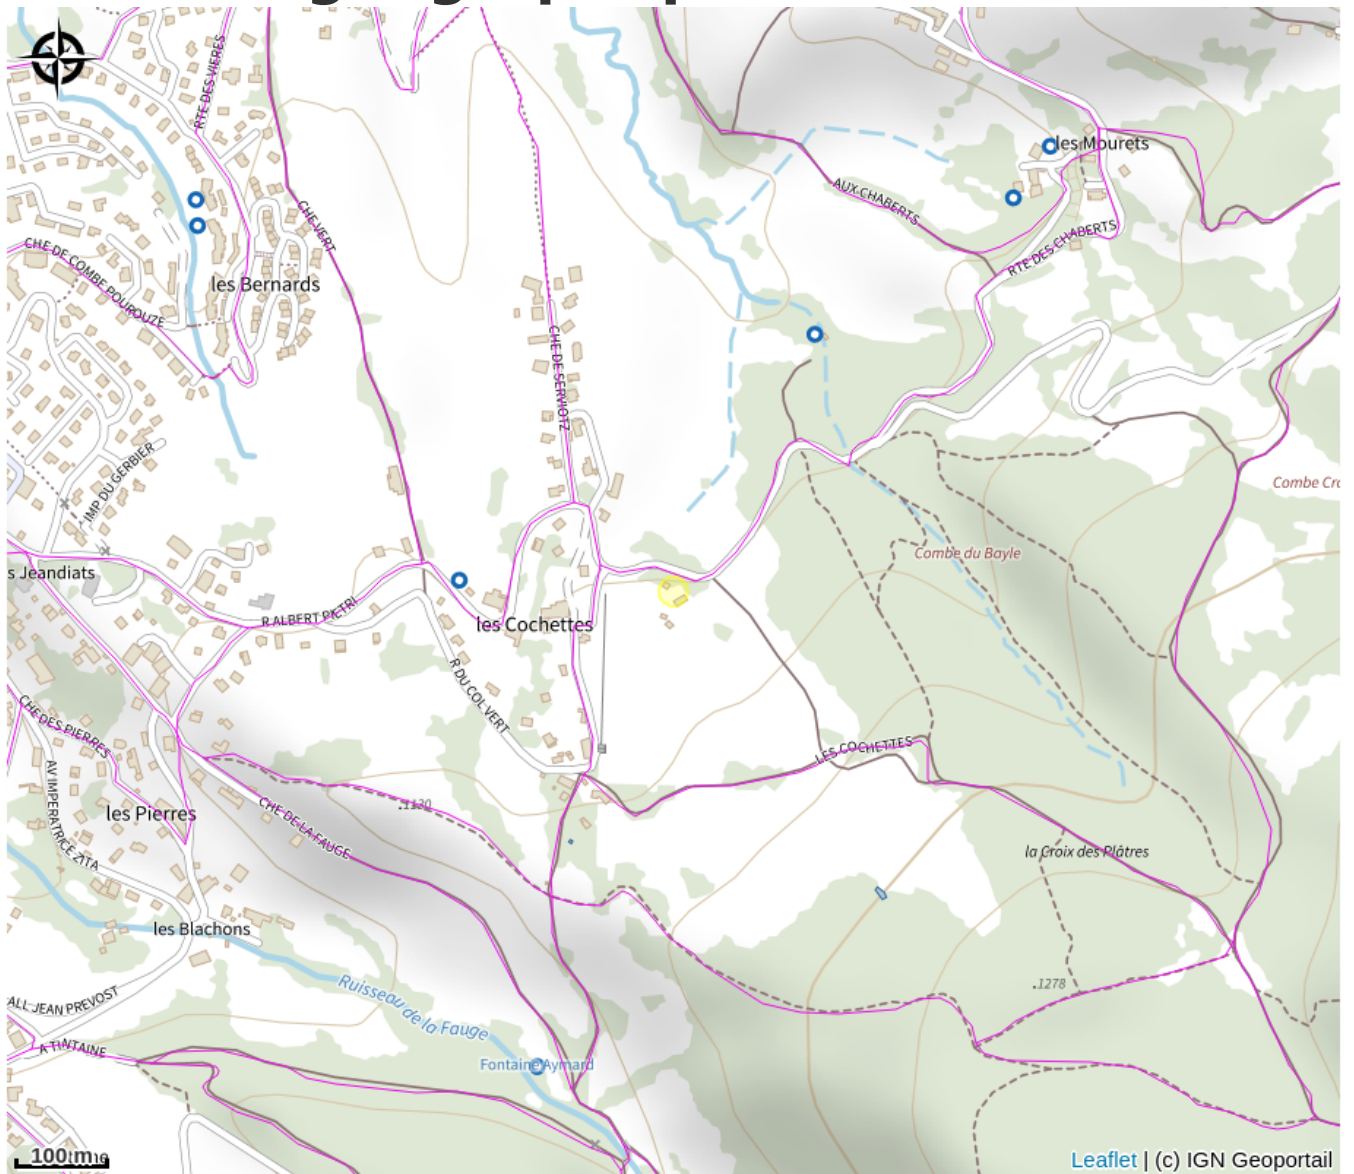 RTE DES VIERES
les Mourets
AUX CHABERTS
CHE VERT
RTE DES CHABERTS
CHE DE COMBE POUROUZE
les Bernards
CHE DE SERVIOTZ
IMP DU GERBIER
Combe du Bayle
s Jeandiats
R ALBERT PIETRI
les Cochettes
R DU COL VERT
CHE DES PIERRES
LES COCHETTES
AV IMPERATRICE ZITA
les Pierres
CHE DE LA FAUGE
.1130
la Croix des Plâtres
les Blachons
Ruisseau de la Fauge
.1278
ALL JEAN PREVOST
A TINTAINE
Fontaine Aymard
100 m
Leaflet | (c) IGN Geoportail